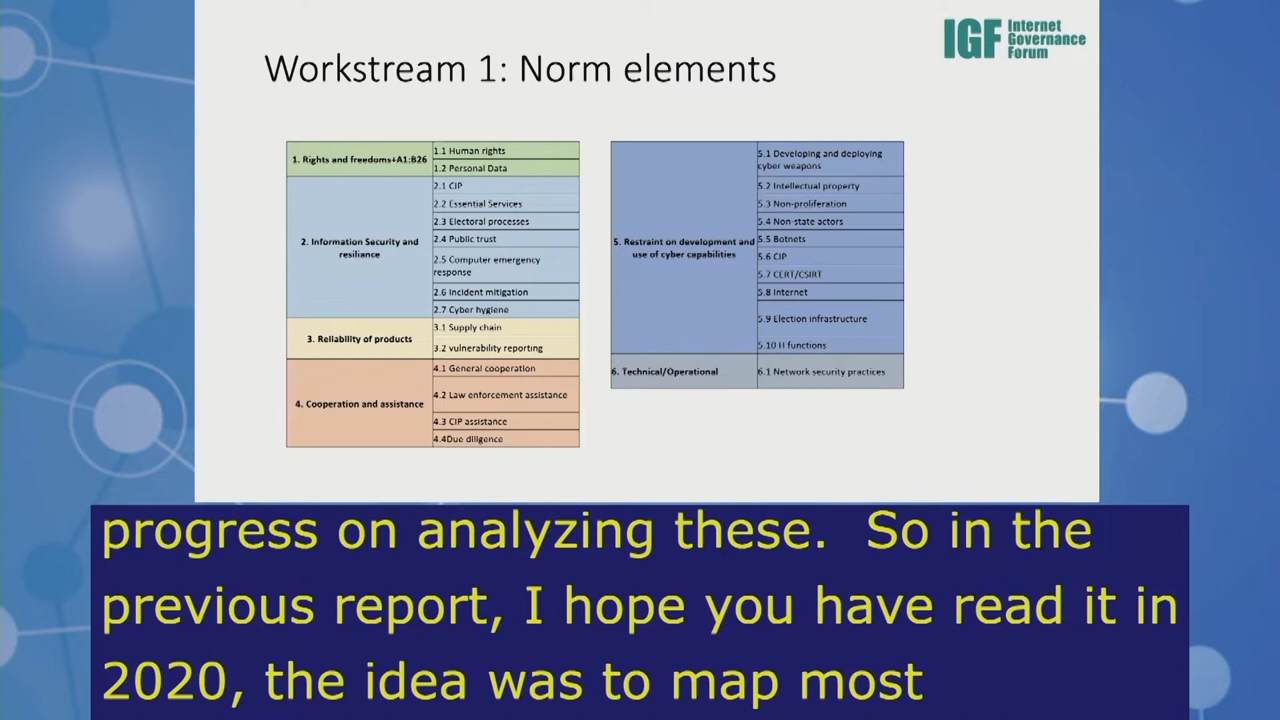 IGF Internet
Governance
Forum
Workstream 1: Norm elements
1. Rights and freedoms+A1:B26
1.1 Human rights
1.2 Personal Data
2. Information Security and
resiliance
2.1 CIP
2.2 Essential Services
2.3 Electoral processes
2.4 Public trust
2.5 Computer emergency
response
2.6 Incident mitigation
2.7 Cyber hygiene
3. Reliability of products
3.1 Supply chain
3.2 vulnerability reporting
4. Cooperation and assistance
4.1 General cooperation
4.2 Law enforcement assistance
4.3 CIP assistance
4.4Due diligence
5. Restraint on development and
use of cyber capabilities
5.1 Developing and deploying
cyber weapons
5.2 Intellectual property
5.3 Non-proliferation
5.4 Non-state actors
5.5 Botnets
5.6 CIP
5.7 CERT/CSIRT
5.8 Internet
5.9 Election infrastructure
5.10 functions
6. Technical/Operational
6.1 Network security practices
progress on analyzing these. So in the
previous report, I hope you have read it in
2020, the idea was to map most